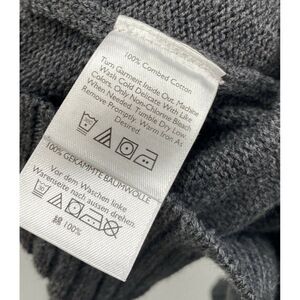 100% Combed Cotton
Turn Garment Inside Out. Machine
Wash Cold Delicate With Like
Colors. Only Non-Chlorine Bleach
When Needed. Tumble Dry Low.
Remove Promptly. Warm Iron As
Desired
100% GEKÄMMTE BAUMWOLLE
Vor dem Waschen linke
Warenseite nach aussen drehen.
綿 100%